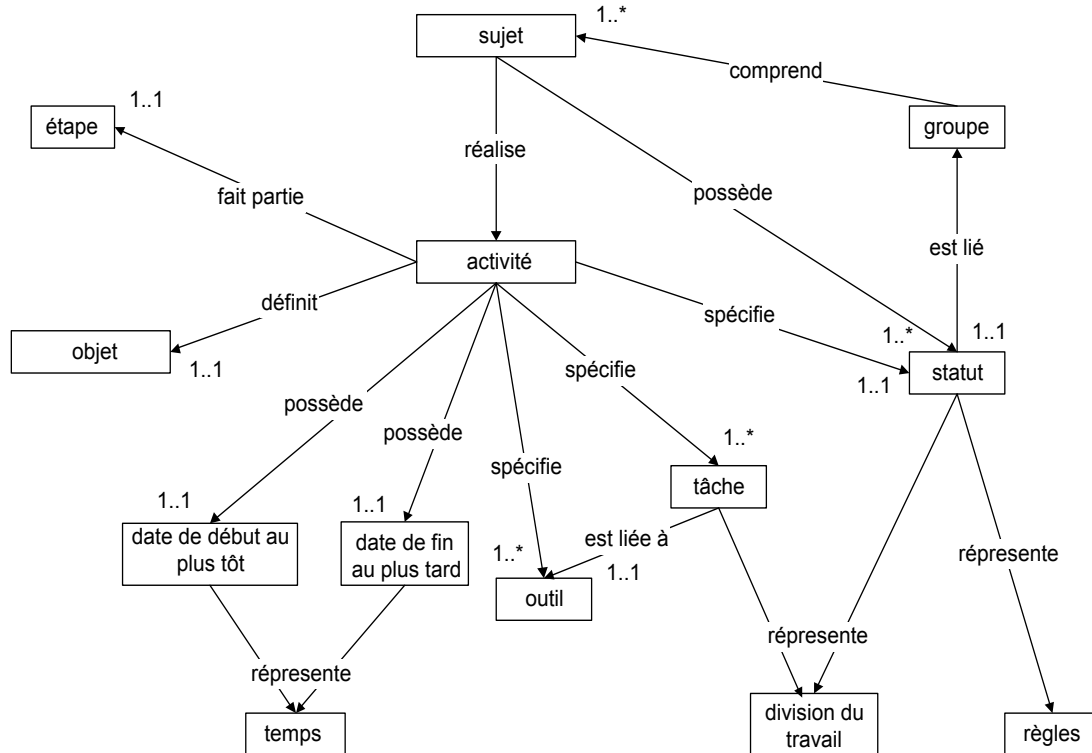 1..*
sujet
comprend
1..1
étape
groupe
réalise
fait partie
possède
est lié
activité
définit
spécifie
objet
1..1
1..*
1..1
1..1
statut
spécifie
possède
possède
1..*
spécifie
tâche
1..1
1..1
date de début au
plus tôt
date de fin
au plus tard
est liée à
1..*
1..1
outil
répresente
répresente
répresente
temps
division du
travail
règles